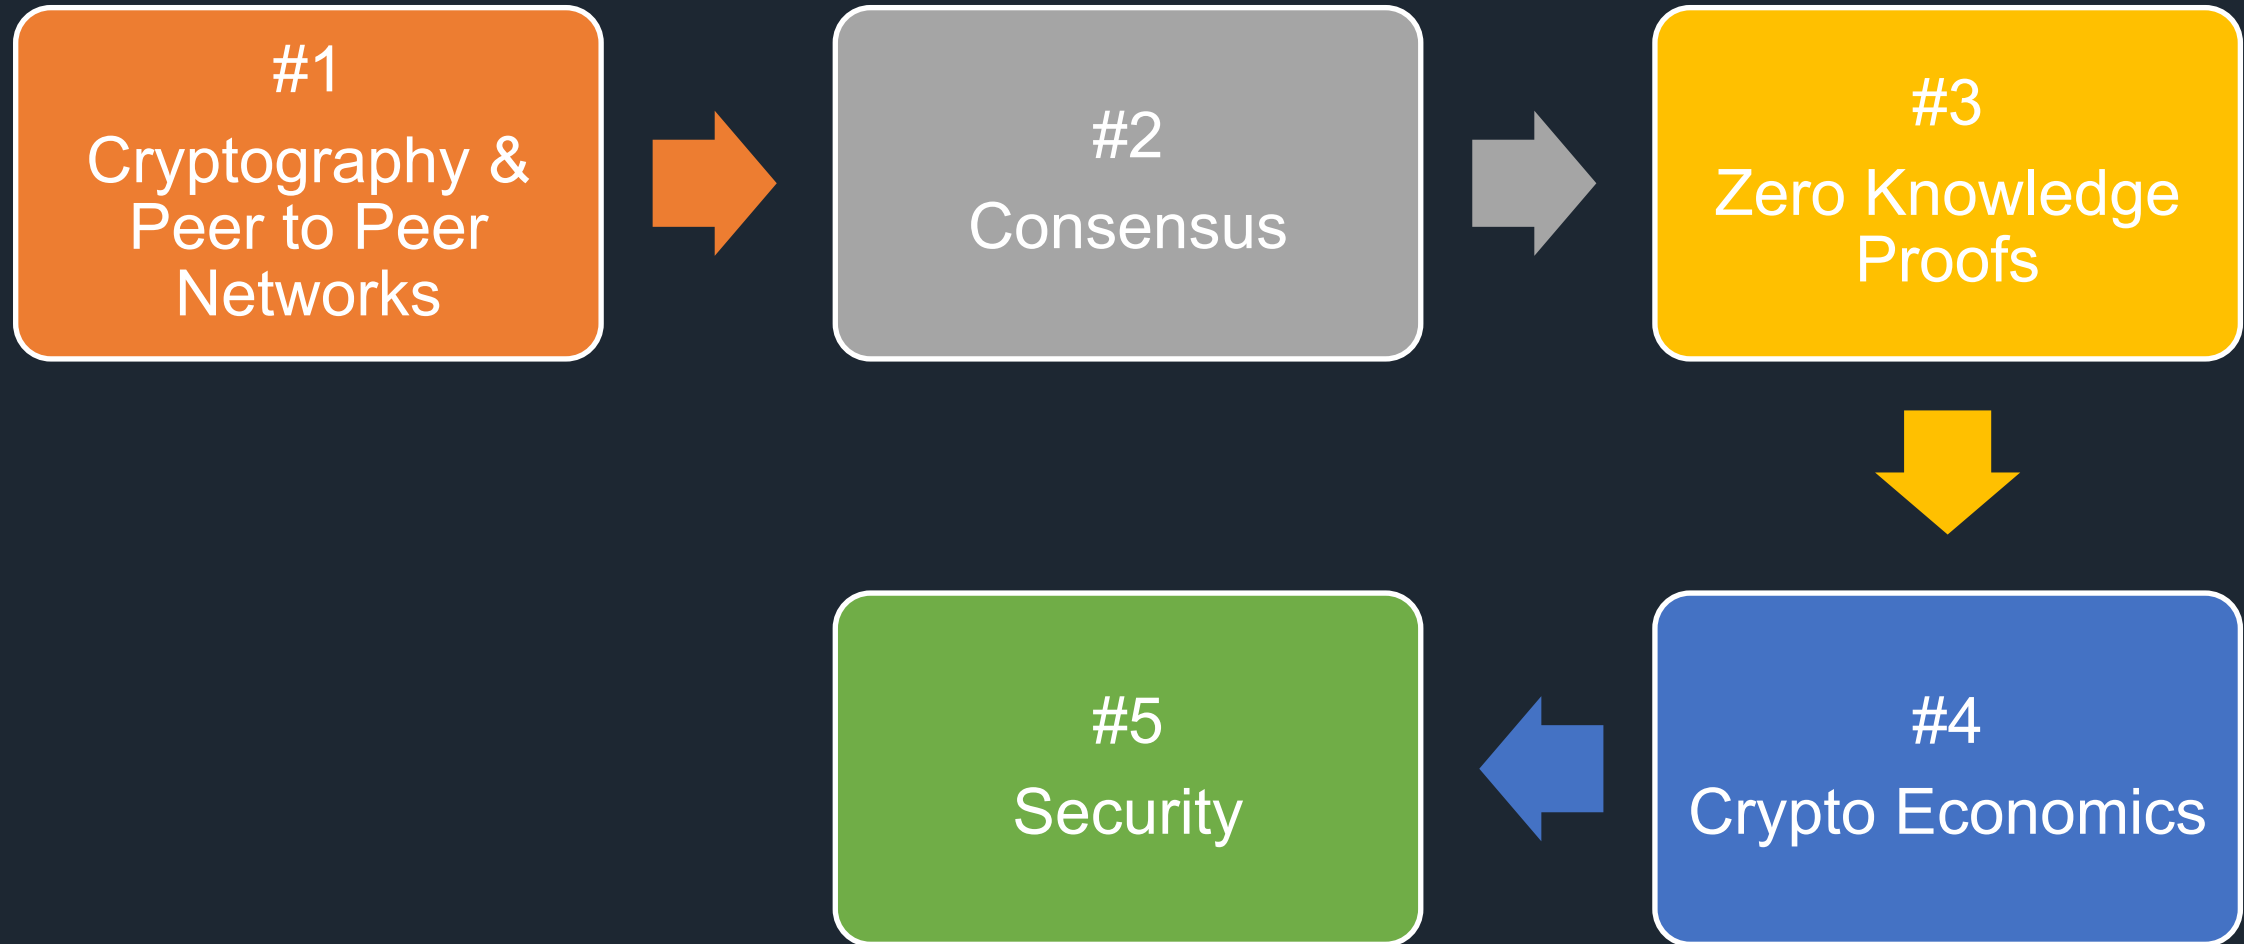 #1
Cryptography &
Peer to Peer
Networks
#2
Consensus
#3
Zero Knowledge
Proofs
#4
Crypto Economics
#5
Security